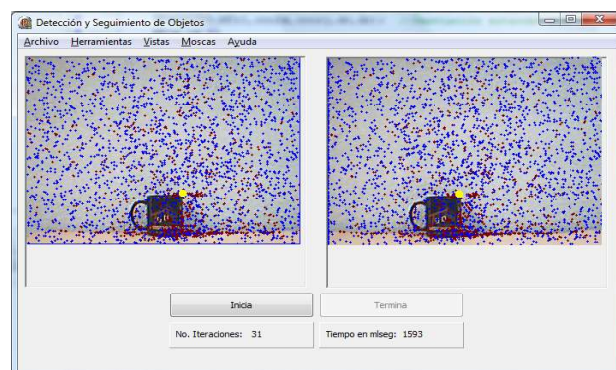 Detección y Seguimiento de Objetos
Archivo Herramientas Vistas Moscas Ayuda
Inicia Termina
No. Iteraciones: 31 Tiempo en mlseg: 1593